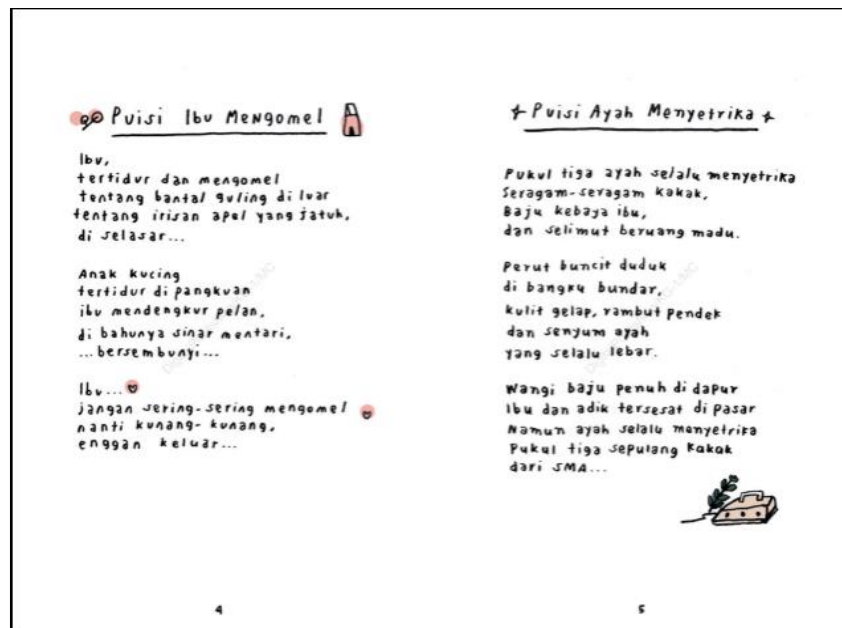 Puisi Ibu Mengomel
Ibu,
tertidur dan mengomel
tentang bantal guling di luar
tentang irisan apel yang jatuh,
di selasar...
Anak kucing
tertidur di pangkuan
ibu mendengkur pelan,
di bahunya sinar mentari,
...bersembunyi...
Ibu...
jangan sering-sering mengomel
nanti kunang-kunang,
enggan keluar...
4
Puisi Ayah Menyetrika
Pukul tiga ayah selalu menyetrika
Seragam-seragam kakak,
Baju kebaya ibu,
dan selimut beruang madu.
Perut buncit duduk
di bangku bundar,
kulit gelap, rambut pendek
dan senyum ayah
yang selalu lebar.
Wangi baju penuh di dapur
Ibu dan adik tersesat di pasar
Namun ayah selalu menyetrika
Pukul tiga sepulang kakak
dari SMA...
5